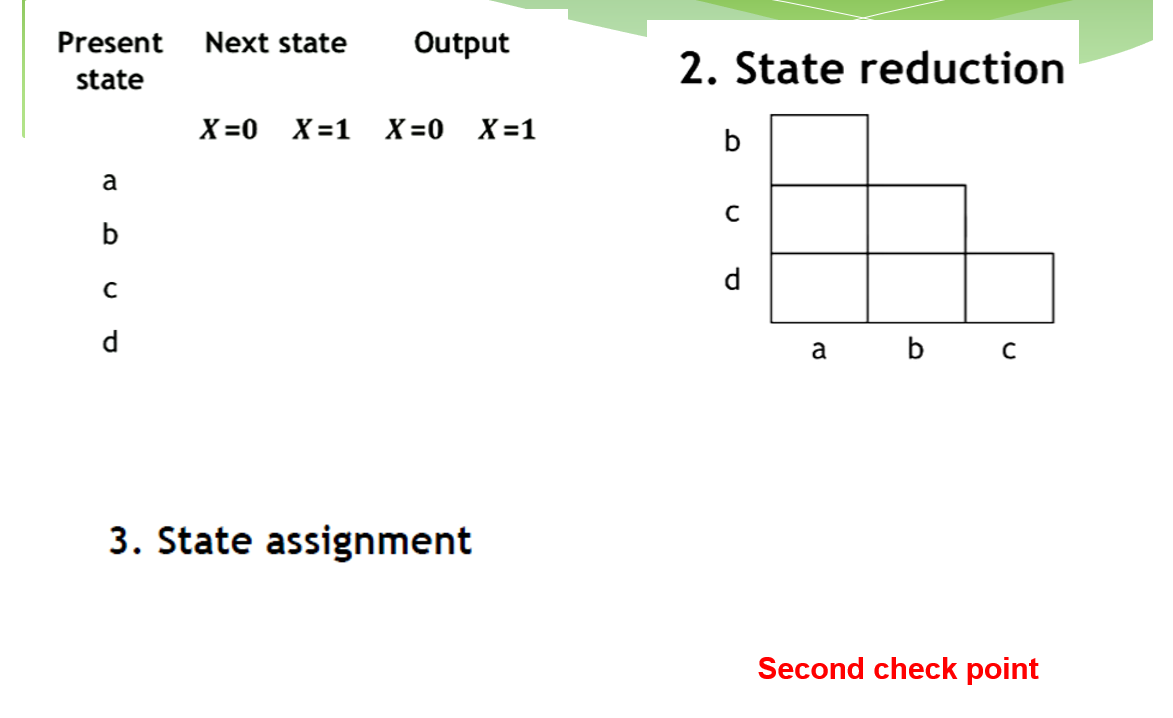 Present Next state Output
state
X=0 X=1 X=0 X=1
a
b
c
d
2. State reduction
b
c
d
a b c
3. State assignment
Second check point